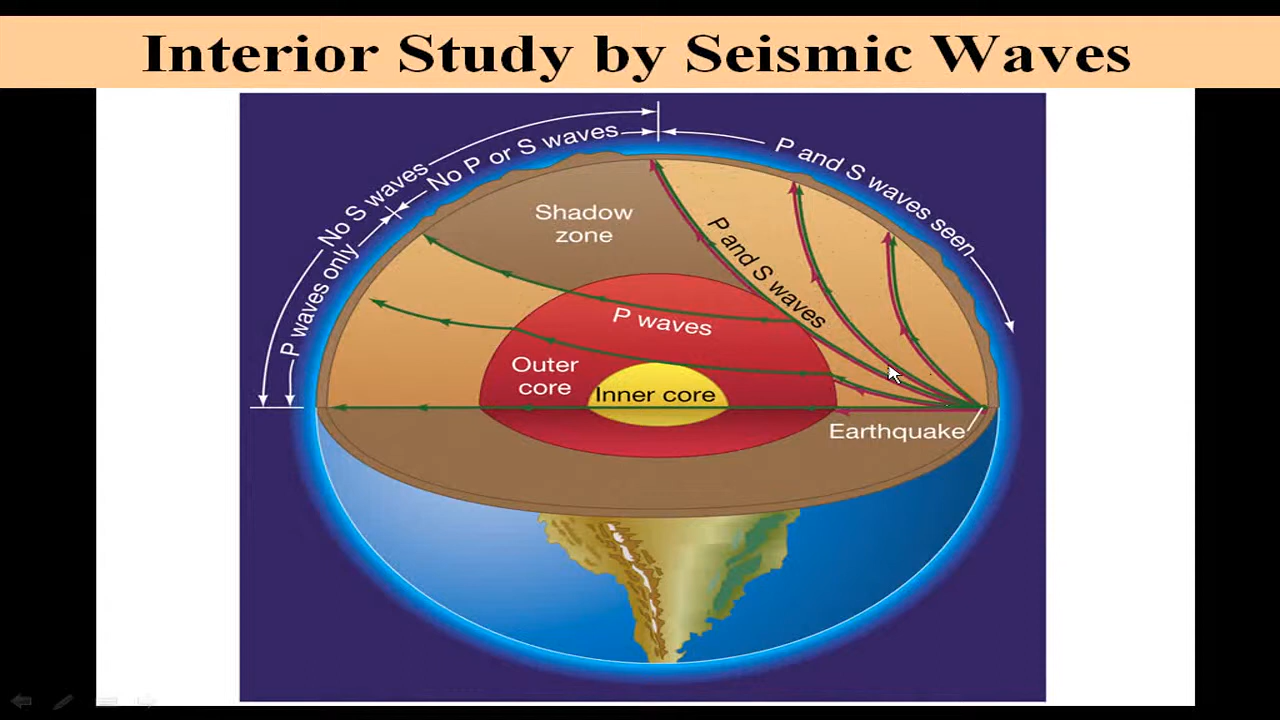 Interior Study by Seismic Waves
No S waves
No P or S waves
P and S waves seen
P waves only
Shadow
zone
P and S waves
P waves
Outer
core
Inner core
Earthquake